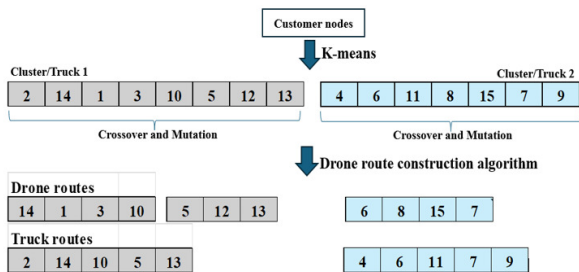 Customer nodes
K-means
Cluster/Truck 1
Cluster/Truck 2
2 14 1 3 10 5 12 13
4 6 11 8 15 7 9
Crossover and Mutation
Crossover and Mutation
Drone route construction algorithm
Drone routes
14 1 3 10
5 12 13
6 8 15 7
Truck routes
2 14 10 5 13
4 6 11 7 9